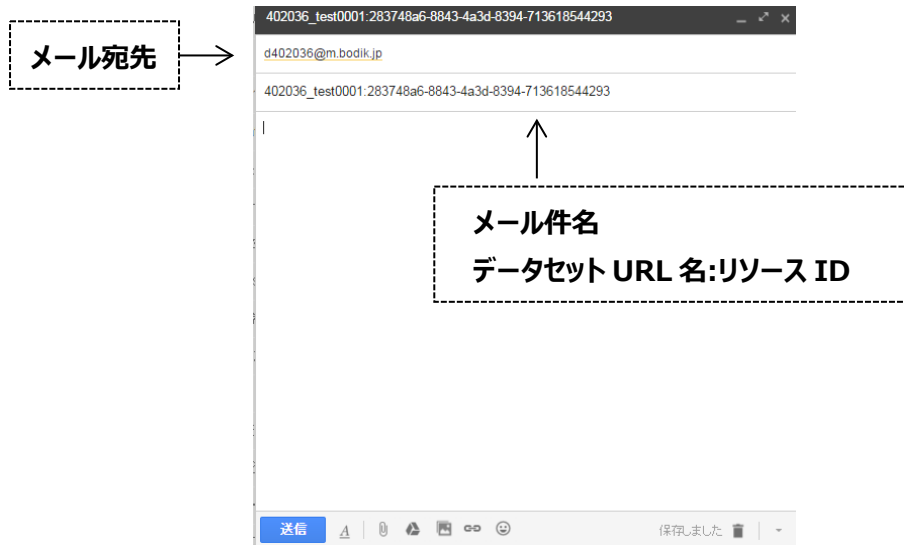 402036_test0001:283748a6-8843-4a3d-8394-713618544293
メール宛先
d402036@m.bodik.jp
402036_test0001:283748a6-8843-4a3d-8394-713618544293
メール件名
データセット URL 名:リソース ID
送信
A
保存しました